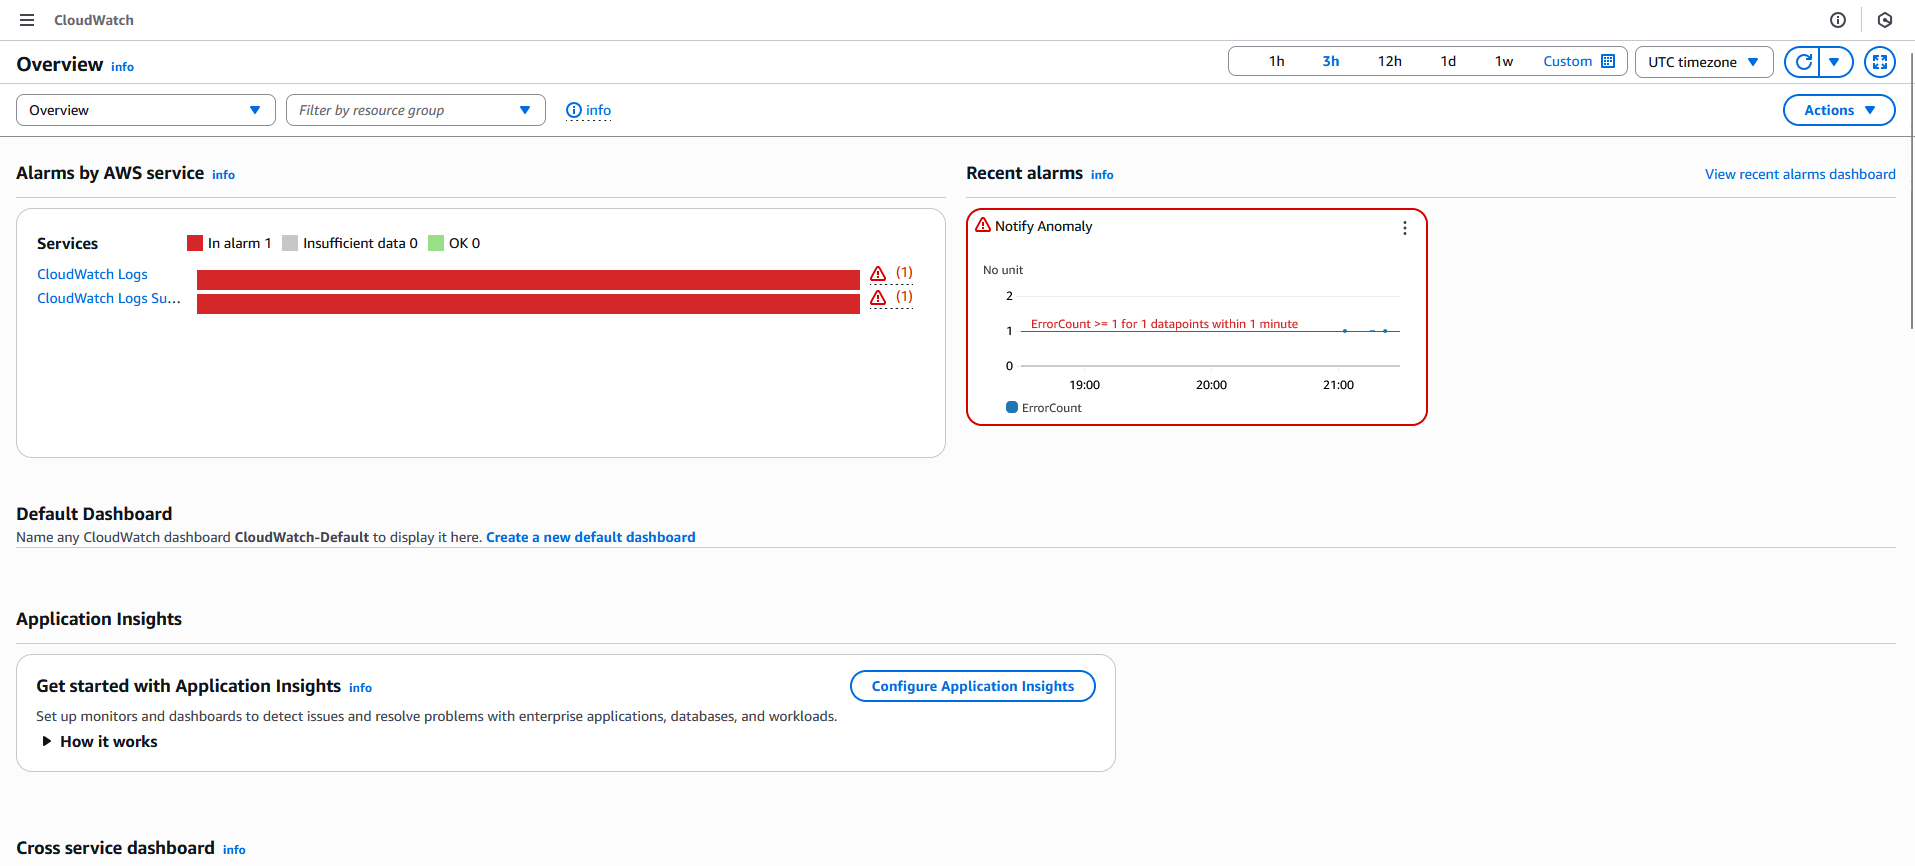 CloudWatch
Overview info
1h 3h 12h 1d 1w Custom UTC timezone
Overview Filter by resource group info Actions
Alarms by AWS service info
Services In alarm 1 Insufficient data 0 OK 0
CloudWatch Logs (1)
CloudWatch Logs Su... (1)
Recent alarms info View recent alarms dashboard
Notify Anomaly
No unit
2
ErrorCount >= 1 for 1 datapoints within 1 minute
1
0
19:00 20:00 21:00
ErrorCount
Default Dashboard
Name any CloudWatch dashboard CloudWatch-Default to display it here. Create a new default dashboard
Application Insights
Get started with Application Insights info Configure Application Insights
Set up monitors and dashboards to detect issues and resolve problems with enterprise applications, databases, and workloads.
How it works
Cross service dashboard info